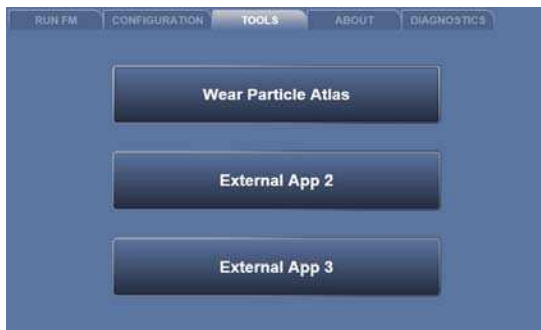 RUN FM CONFIGURATION TOOLS ABOUT DIAGNOSTICS
Wear Particle Atlas
External App 2
External App 3